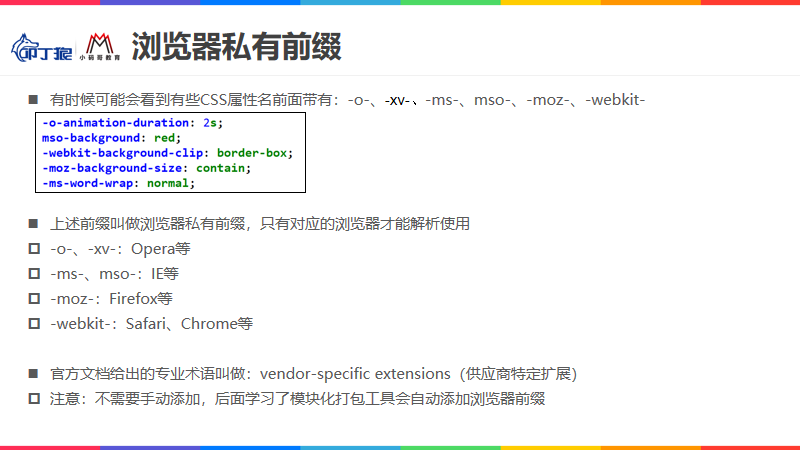 叩丁狼
小码哥教育
浏览器私有前缀
有时候可能会看到有些CSS属性名前面带有：-o-、-xv-、-ms-、mso-、-moz-、-webkit-
-o-animation-duration: 2s;
mso-background: red;
-webkit-background-clip: border-box;
-moz-background-size: contain;
-ms-word-wrap: normal;
上述前缀叫做浏览器私有前缀，只有对应的浏览器才能解析使用
-o-、-xv-：Opera等
-ms-、mso-：IE等
-moz-：Firefox等
-webkit-：Safari、Chrome等
官方文档给出的专业术语叫做：vendor-specific extensions（供应商特定扩展）
注意：不需要手动添加，后面学习了模块化打包工具会自动添加浏览器前缀